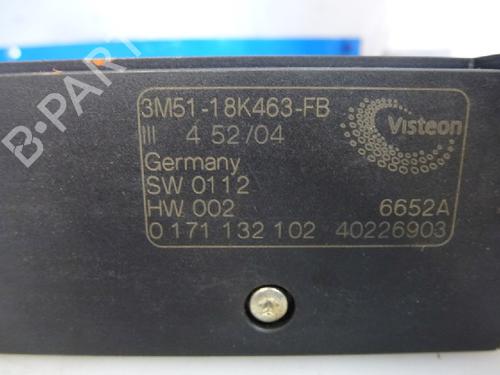 3M51-18K463-FB
III 4 52/04
Visteon
Germany
SW 0112
HW 002 6652A
0 171 132 102 40226903
B-PARTS